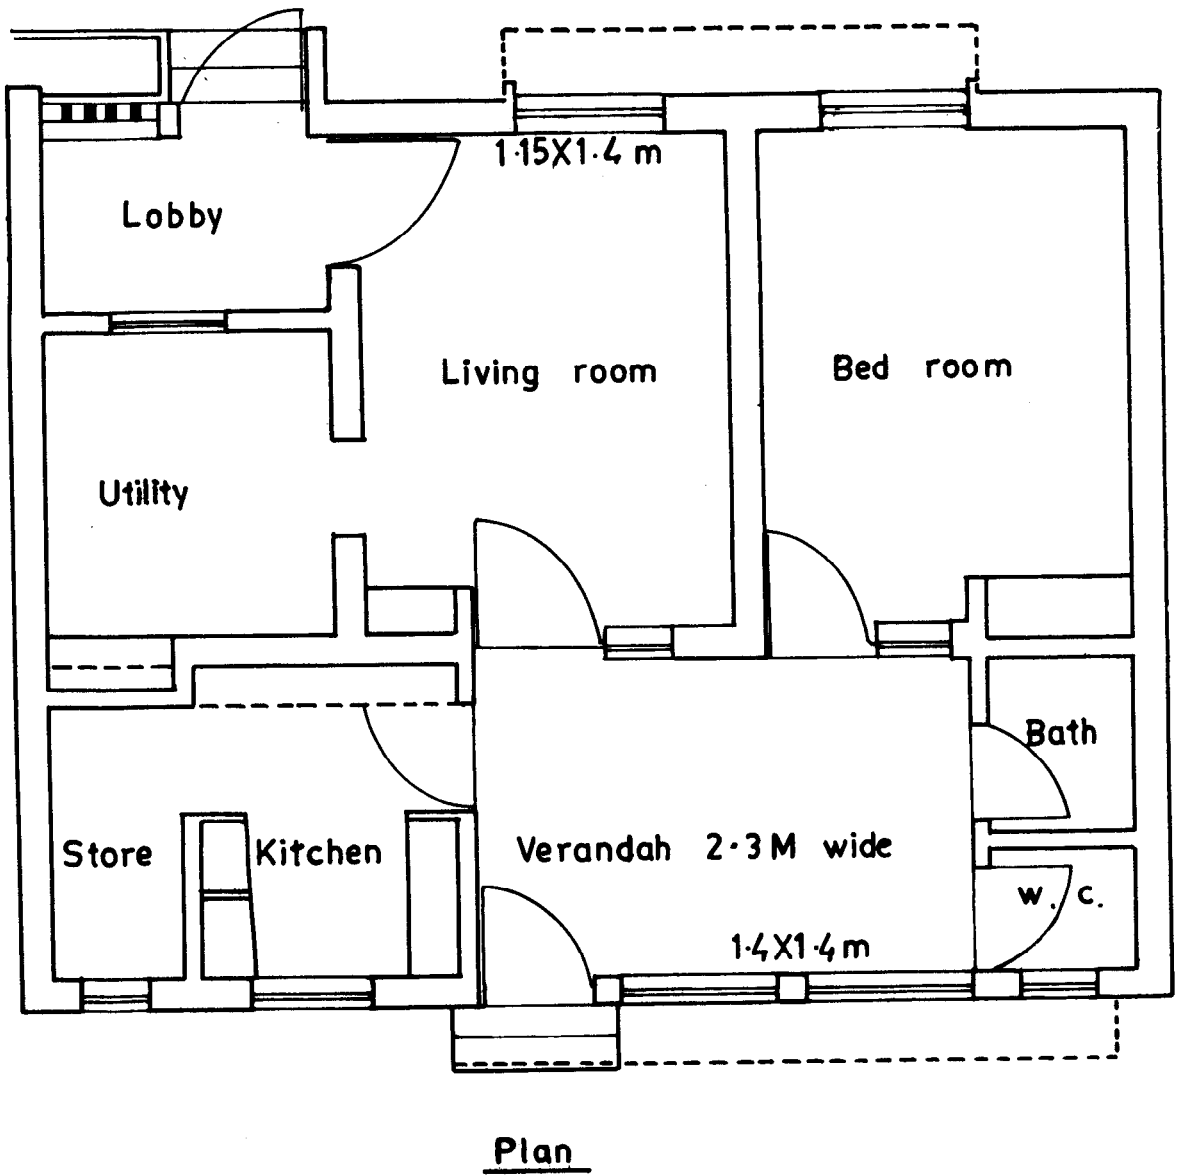 1·15X1·4 m
Lobby
Living room
Bed room
Utility
Bath
Store
Kitchen
Verandah 2·3M wide
W. C.
1·4X1·4m
Plan